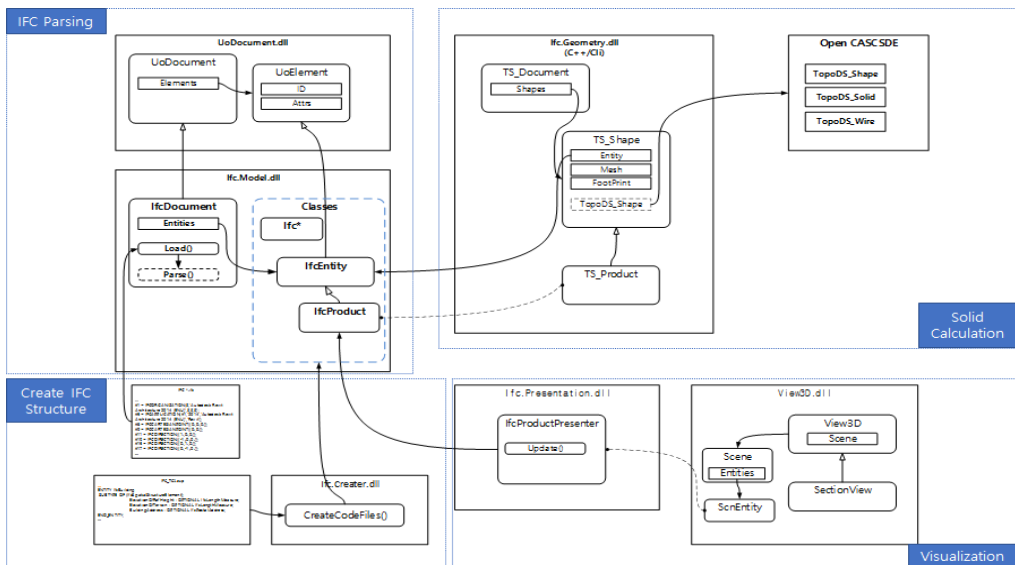 IFC Parsing
UoDocument.dll
UoDocument
Elements
UoElement
ID
Attrs
Ifc.Model.dll
IfcDocument
Entities
Load()
Parse()
Classes
Ifc*
IfcEntity
IfcProduct
Ifc.Geometry.dll
(C++/Cli)
TS_Document
Shapes
TS_Shape
Entity
Mesh
FootPrint
TopoDS_Shape
TS_Product
Open CASCSDE
TopoDS_Shape
TopoDS_Solid
TopoDS_Wire
Solid
Calculation
Create IFC
Structure
Ifc.Creater.dll
CreateCodeFiles()
Ifc.Presentation.dll
IfcProductPresenter
Update()
View3D.dll
View3D
Scene
Scene
Entities
ScnEntity
SectionView
Visualization